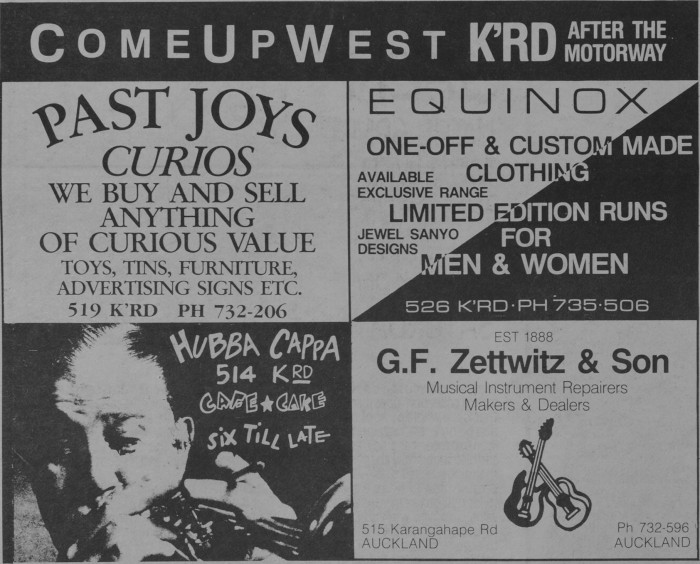 COMEUPWEST K'RD AFTER THE MOTORWAY
PAST JOYS
CURIOS
WE BUY AND SELL
ANYTHING
OF CURIOUS VALUE
TOYS, TINS, FURNITURE,
ADVERTISING SIGNS ETC.
519 K'RD PH 732-206
EQUINOX
ONE-OFF & CUSTOM MADE
CLOTHING
AVAILABLE
EXCLUSIVE RANGE
LIMITED EDITION RUNS
JEWEL SANYO
DESIGNS
FOR
MEN & WOMEN
526 K'RD·PH 735·506
HUBBA CAPPA
514 K RD
CAFE ★ CAKE
SIX TILL LATE
EST 1888
G.F. Zettwitz & Son
Musical Instrument Repairers
Makers & Dealers
515 Karangahape Rd
AUCKLAND
Ph 732-596
AUCKLAND